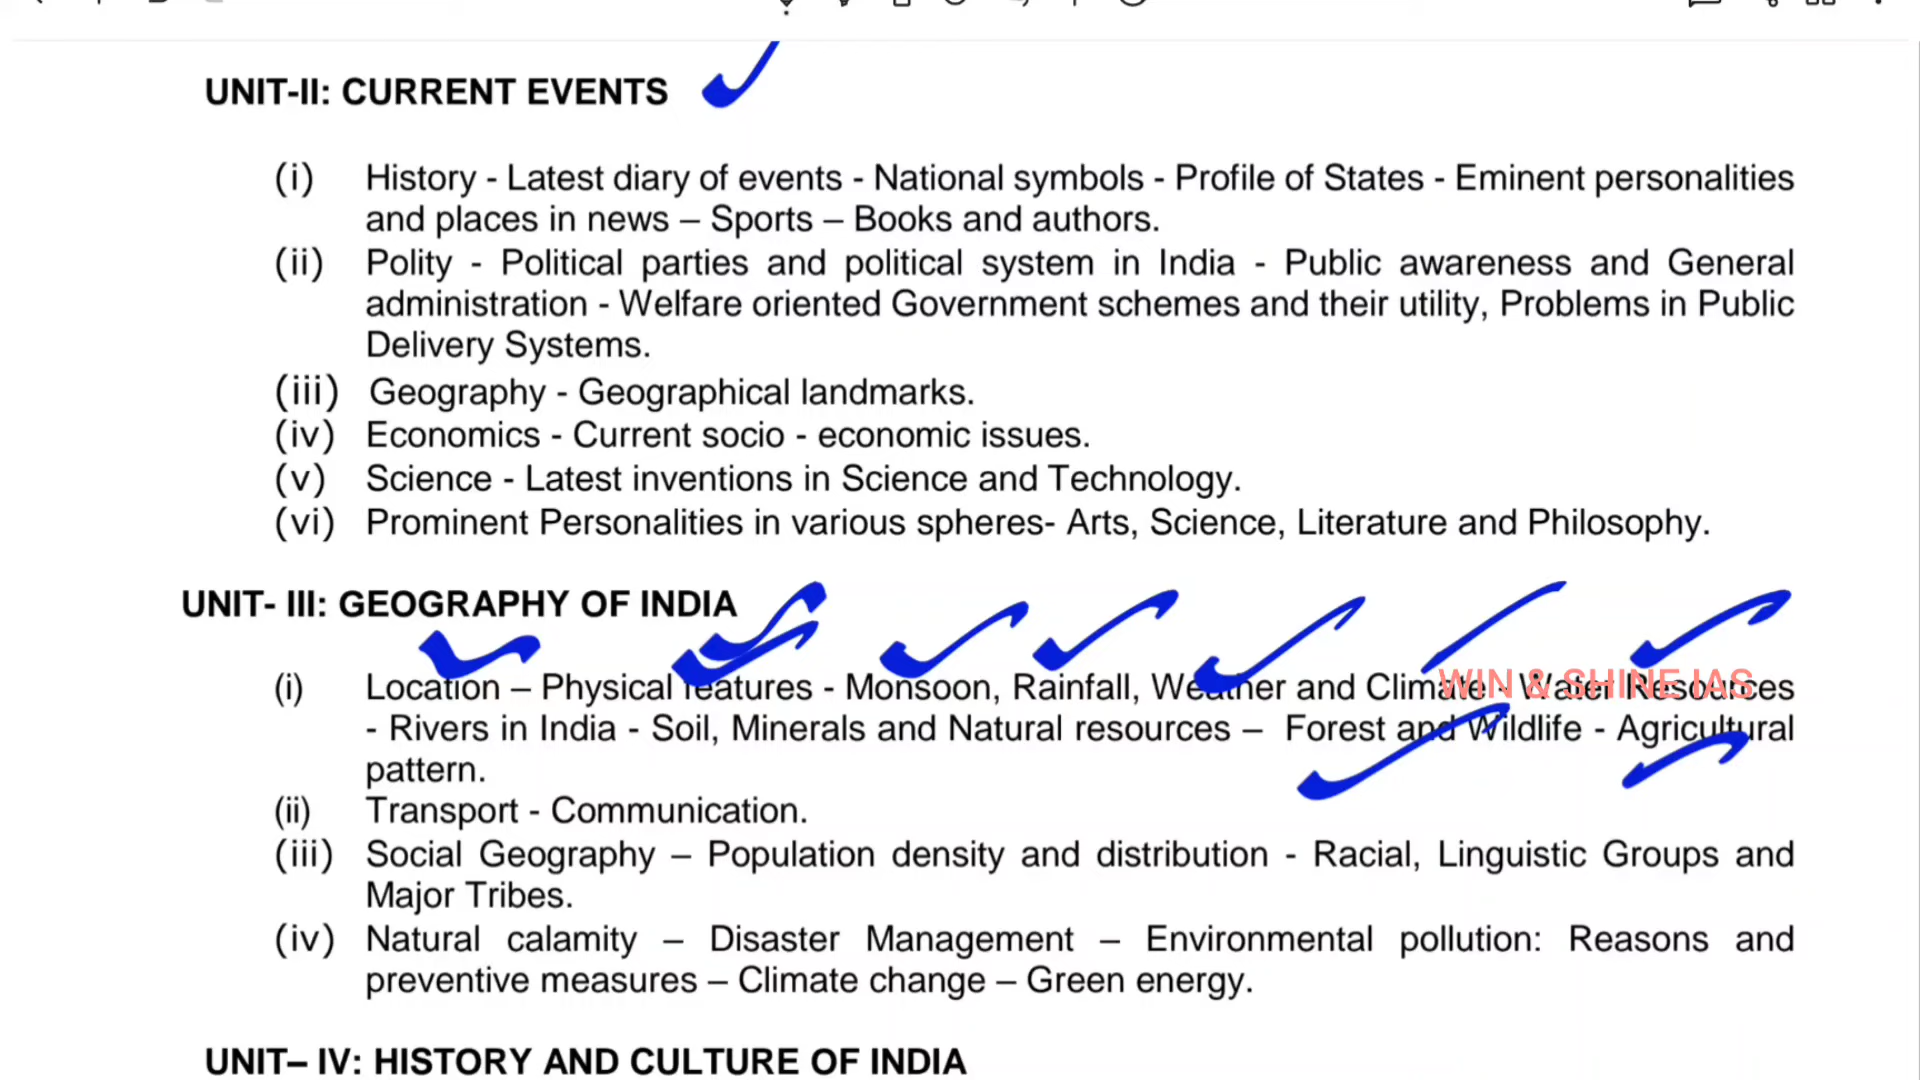 UNIT-II: CURRENT EVENTS
(i) History - Latest diary of events - National symbols - Profile of States - Eminent personalities
and places in news – Sports – Books and authors.
(ii) Polity - Political parties and political system in India - Public awareness and General
administration - Welfare oriented Government schemes and their utility, Problems in Public
Delivery Systems.
(iii) Geography - Geographical landmarks.
(iv) Economics - Current socio - economic issues.
(v) Science - Latest inventions in Science and Technology.
(vi) Prominent Personalities in various spheres- Arts, Science, Literature and Philosophy.
UNIT- III: GEOGRAPHY OF INDIA
(i) Location – Physical features - Monsoon, Rainfall, Weather and Climate - Water Resources
WIN & SHINE IAS
- Rivers in India - Soil, Minerals and Natural resources – Forest and Wildlife - Agricultural
pattern.
(ii) Transport - Communication.
(iii) Social Geography – Population density and distribution - Racial, Linguistic Groups and
Major Tribes.
(iv) Natural calamity – Disaster Management – Environmental pollution: Reasons and
preventive measures – Climate change – Green energy.
UNIT– IV: HISTORY AND CULTURE OF INDIA